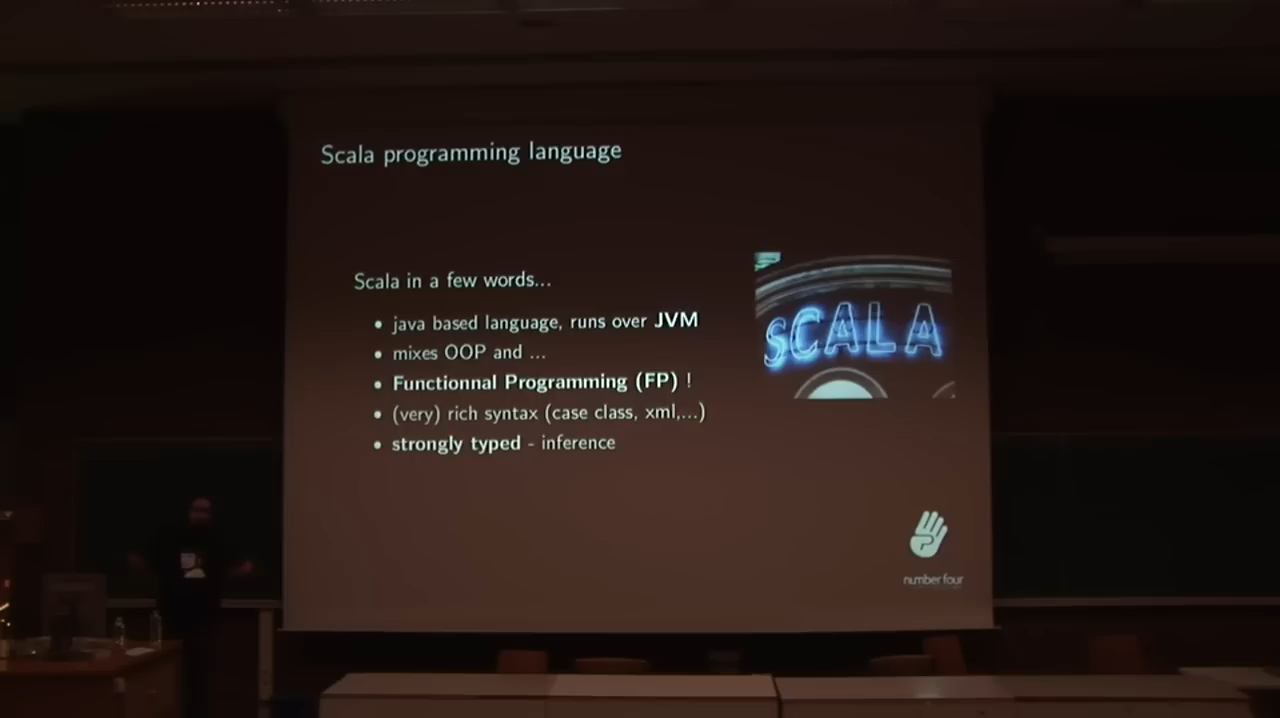 Scala programming language
Scala in a few words...
• java based language, runs over JVM
• mixes OOP and ...
• Functionnal Programming (FP) !
• (very) rich syntax (case class, xml,...)
• strongly typed - inference
SCALA
number four